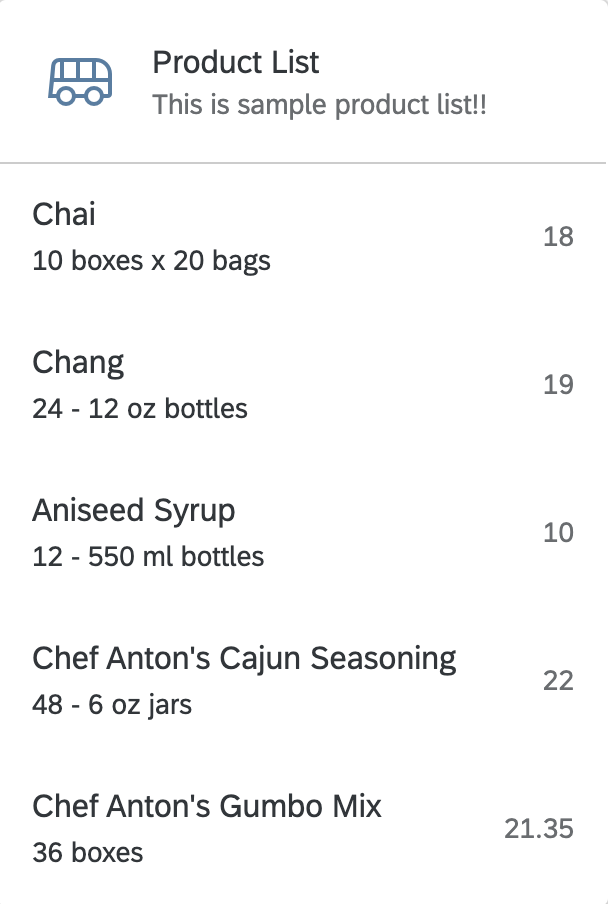 Product List
This is sample product list!!
Chai
10 boxes x 20 bags
18
Chang
24 - 12 oz bottles
19
Aniseed Syrup
12 - 550 ml bottles
10
Chef Anton's Cajun Seasoning
48 - 6 oz jars
22
Chef Anton's Gumbo Mix
36 boxes
21.35